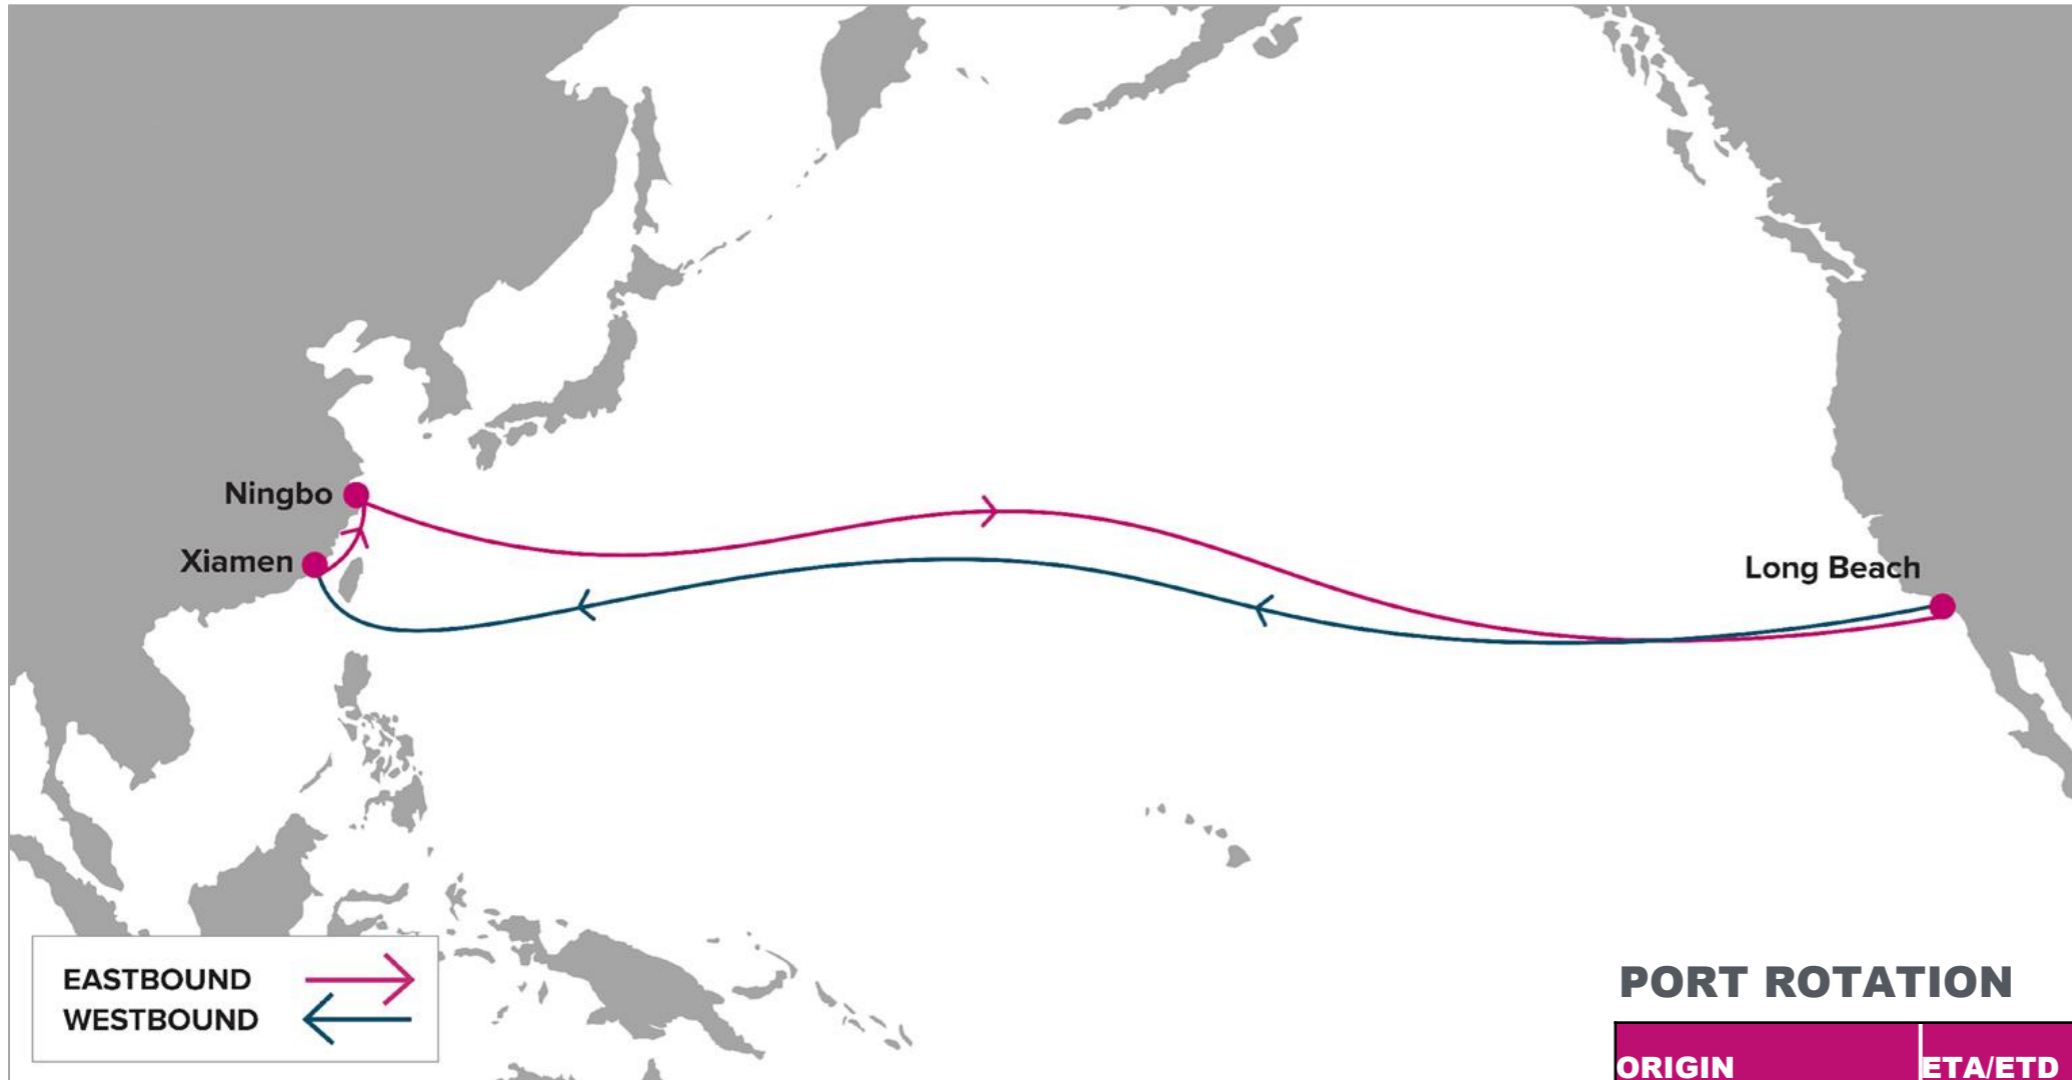 Ningbo
Xiamen
Long Beach
EASTBOUND
WESTBOUND
PORT ROTATION
ORIGIN ETA/ETD